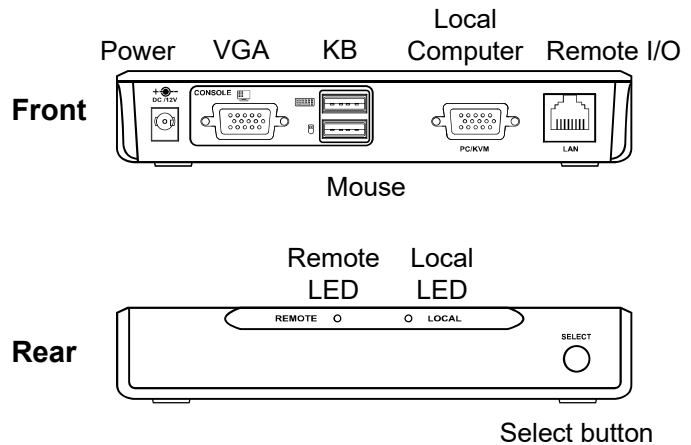 Local
Power VGA KB Computer Remote I/O
Front
DC /12V
CONSOLE
PC/KVM
LAN
Mouse
Remote Local
LED LED
REMOTE LOCAL
Rear
SELECT
Select button